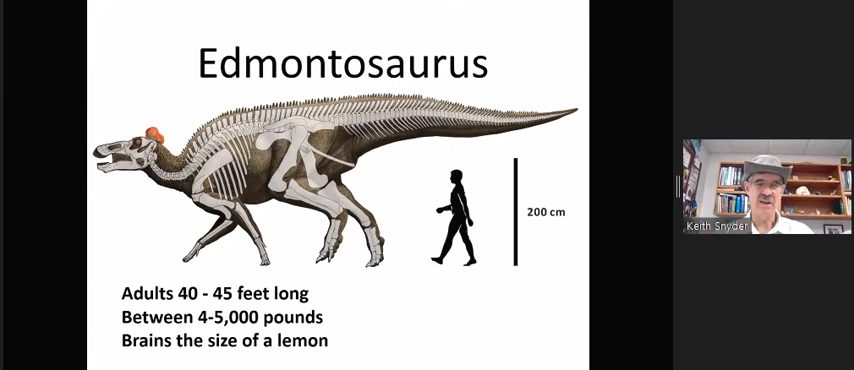 Edmontosaurus
200 cm
Adults 40 - 45 feet long
Between 4-5,000 pounds
Brains the size of a lemon
Keith Snyder